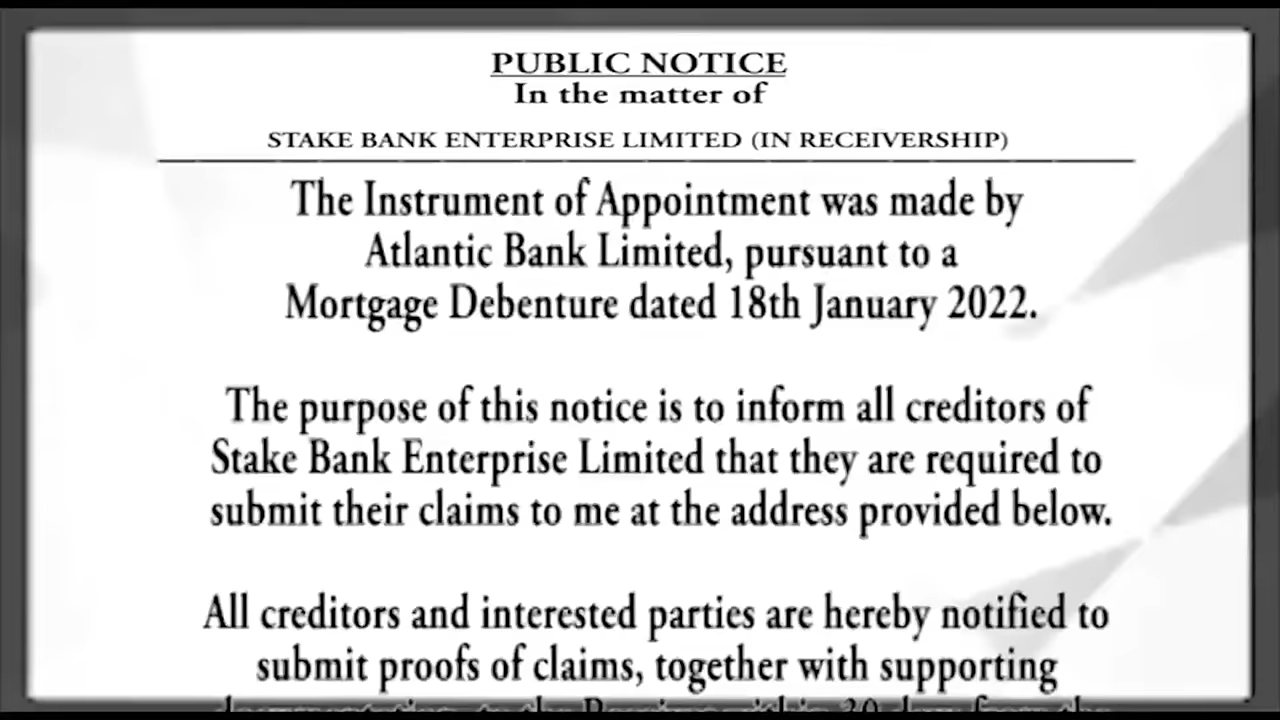 PUBLIC NOTICE
In the matter of
STAKE BANK ENTERPRISE LIMITED (IN RECEIVERSHIP)
The Instrument of Appointment was made by
Atlantic Bank Limited, pursuant to a
Mortgage Debenture dated 18th January 2022.
The purpose of this notice is to inform all creditors of
Stake Bank Enterprise Limited that they are required to
submit their claims to me at the address provided below.
All creditors and interested parties are hereby notified to
submit proofs of claims, together with supporting